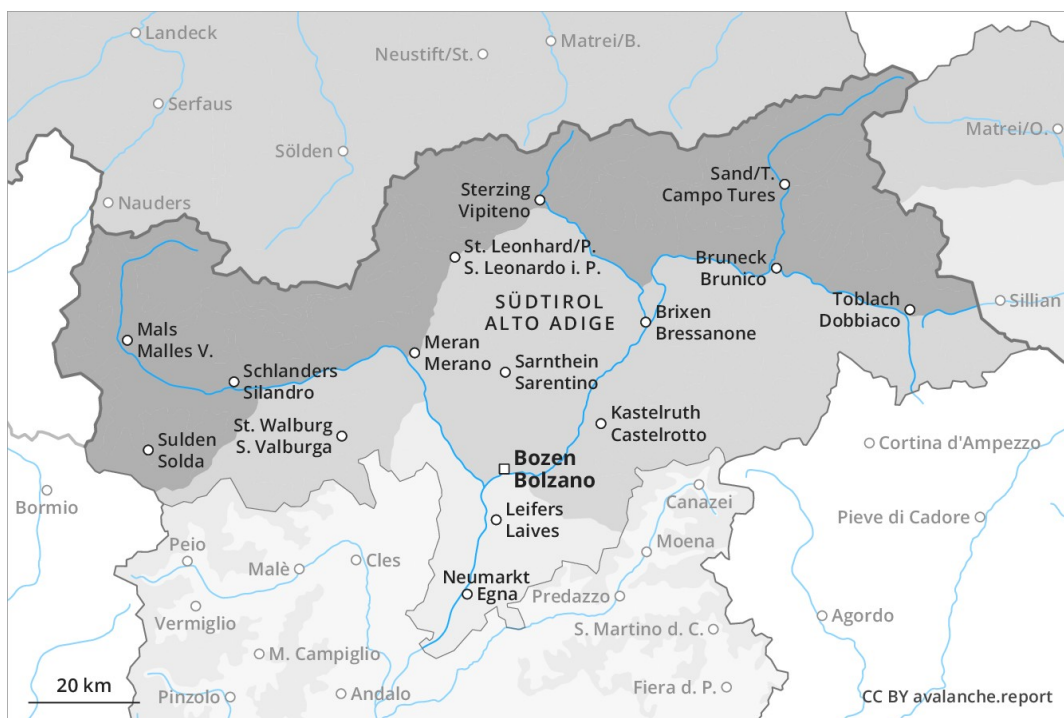 Landeck
Neustift/St.
Matrei/B.
Serfaus
Matrei/O.
Sölden
Sand/T.
Campo Tures
Sterzing
Vipiteno
Nauders
St. Leonhard/P.
S. Leonardo i. P.
Bruneck
Brunico
SÜDTIROL
ALTO ADIGE
Toblach
Dobbiaco
Sillian
Brixen
Bressanone
Mals
Malles V.
Meran
Merano
Sarnthein
Sarentino
Schlanders
Silandro
St. Walburg
S. Valburga
Kastelruth
Castelrotto
Sulden
Solda
Cortina d'Ampezzo
Bozen
Bolzano
Bormio
Canazei
Leifers
Laives
Pieve di Cadore
Peio
Cles
Moena
Malè
Neumarkt
Egna
Predazzo
Vermiglio
Agordo
S. Martino d. C.
M. Campiglio
20 km
Pinzolo
Andalo
Fiera d. P.
CC BY avalanche.report